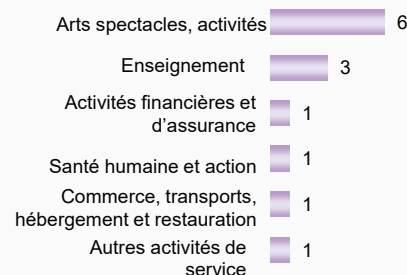 Arts spectacles, activités 6
Enseignement 3
Activités financières et
d'assurance 1
Santé humaine et action 1
Commerce, transports,
hébergement et restauration 1
Autres activités de
service 1